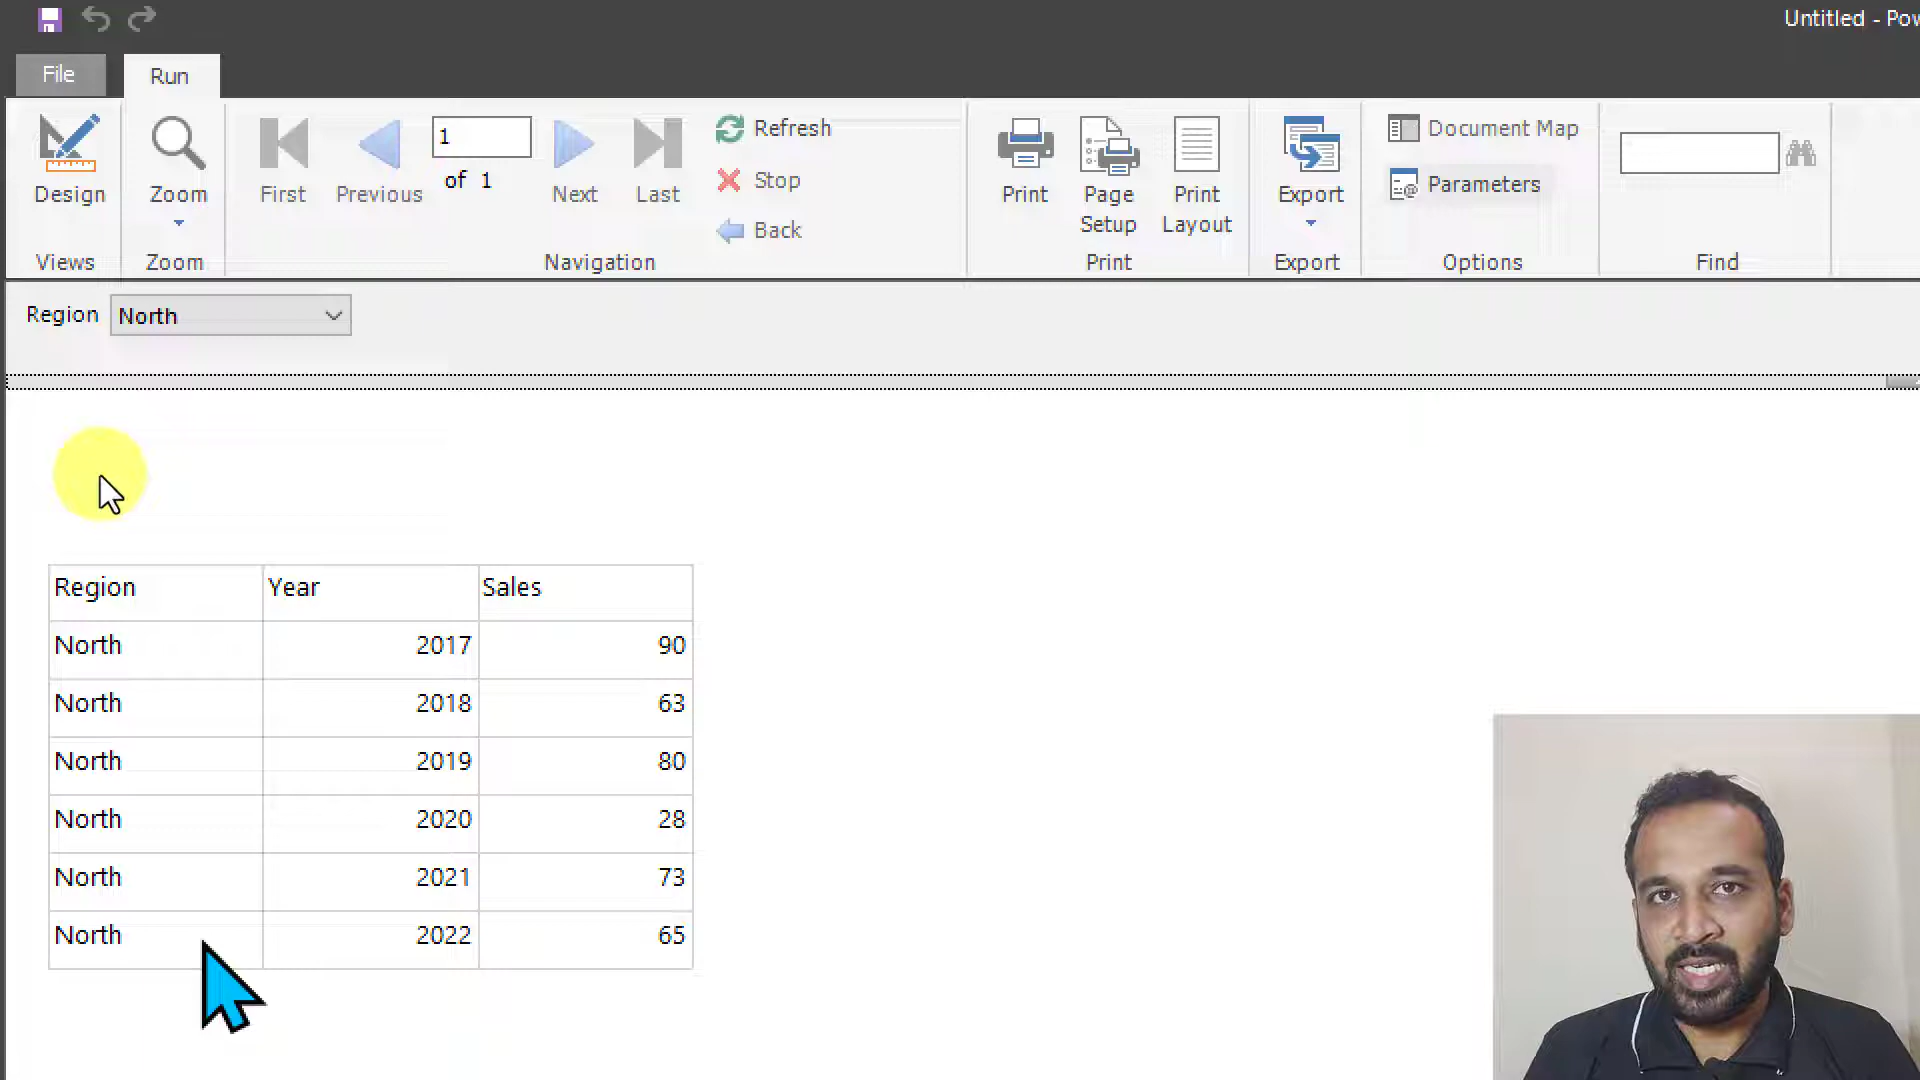 Untitled - Pow
File
Run
Design
Zoom
First
Previous
1
of 1
Next
Last
Refresh
Stop
Back
Print
Page
Setup
Print
Layout
Export
Document Map
Parameters
Views
Zoom
Navigation
Print
Export
Options
Find
Region
North
Region Year Sales
North 2017 90
North 2018 63
North 2019 80
North 2020 28
North 2021 73
North 2022 65